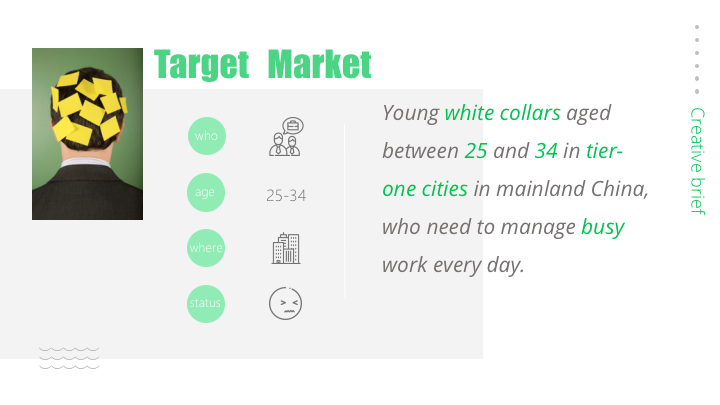 Target Market
who
age
25-34
where
status
Young white collars aged
between 25 and 34 in tier-
one cities in mainland China,
who need to manage busy
work every day.
Creative brief